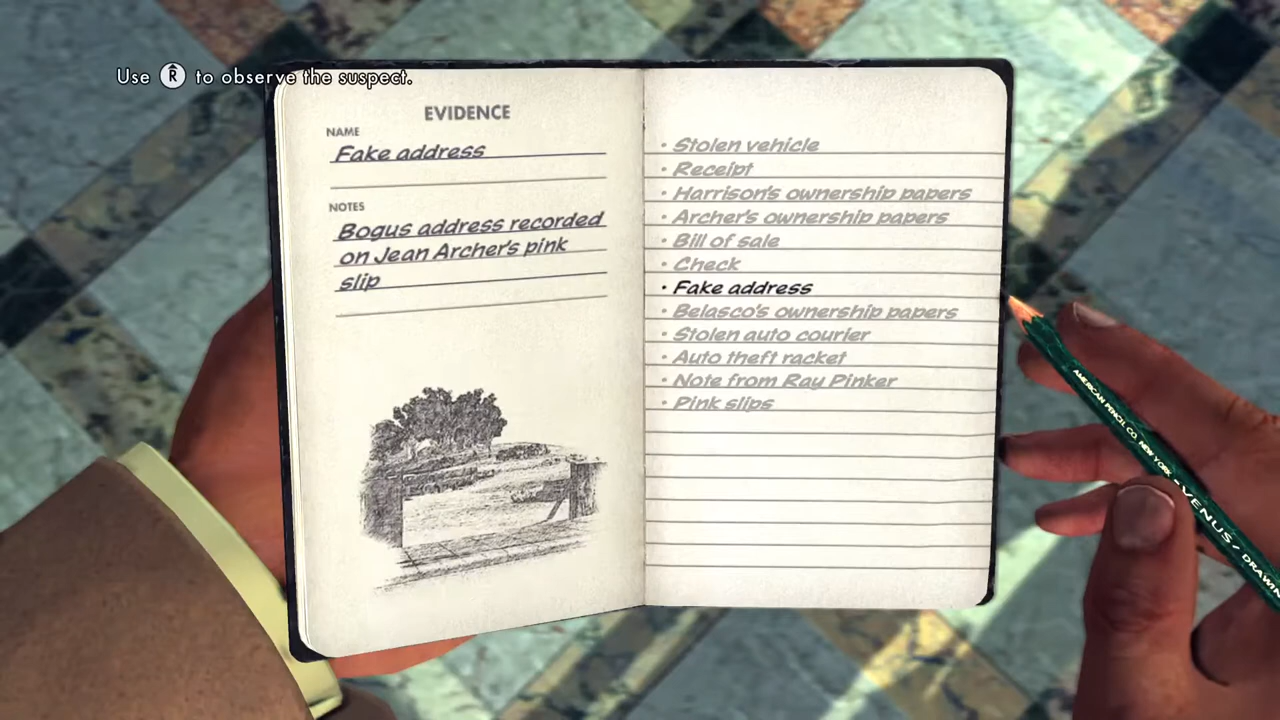 Use R to observe the suspect.
EVIDENCE
NAME
Fake address
NOTES
Bogus address recorded
on Jean Archer's pink
slip
• Stolen vehicle
• Receipt
• Harrison's ownership papers
• Archer's ownership papers
• Bill of sale
• Check
• Fake address
• Belasco's ownership papers
• Stolen auto courier
• Auto theft racket
• Note from Ray Pinker
• Pink slips
AMERICAN PENCIL CO. NEW YORK
VENUS